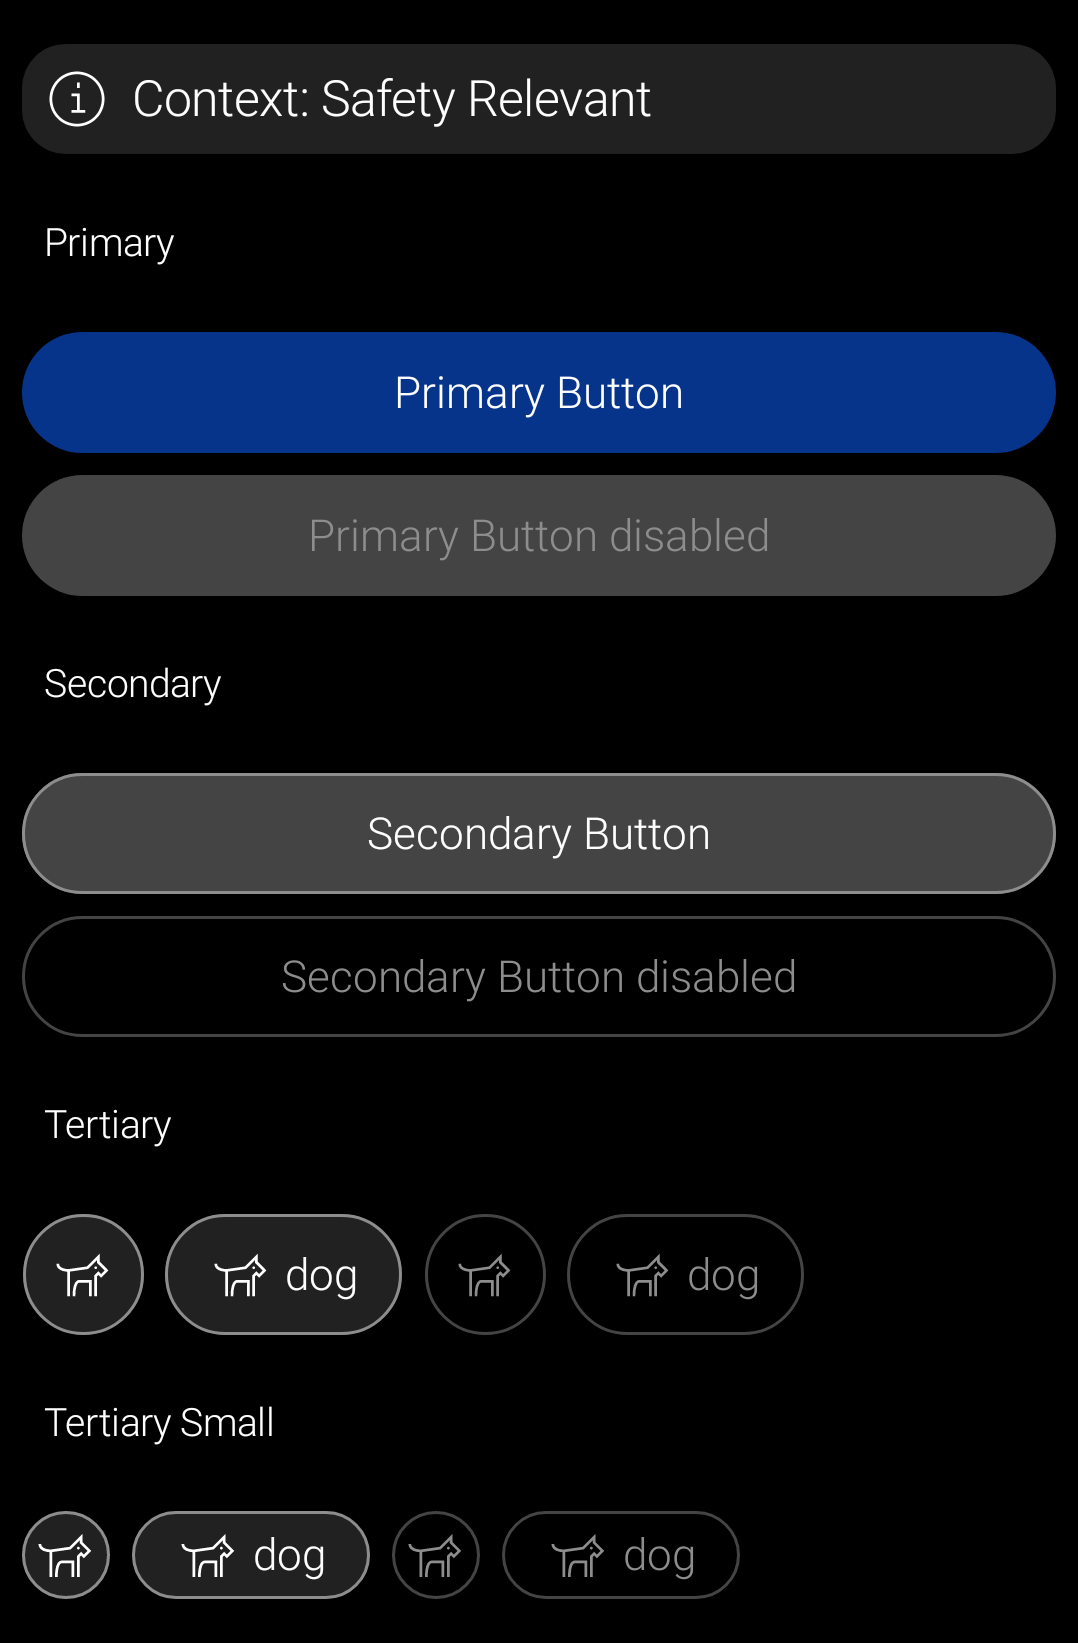 Context: Safety Relevant
Primary
Primary Button
Primary Button disabled
Secondary
Secondary Button
Secondary Button disabled
Tertiary
dog dog
Tertiary Small
dog dog